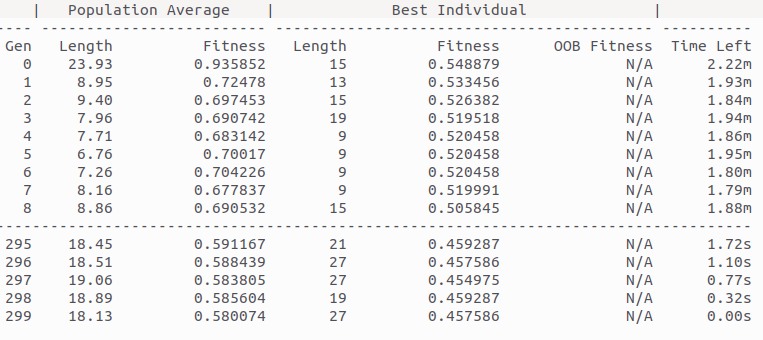 | Population Average | Best Individual |
---- ------------------------- ------------------------------------------ ----------
Gen Length Fitness Length Fitness OOB Fitness Time Left
0 23.93 0.935852 15 0.548879 N/A 2.22m
1 8.95 0.72478 13 0.533456 N/A 1.93m
2 9.40 0.697453 15 0.526382 N/A 1.84m
3 7.96 0.690742 19 0.519518 N/A 1.94m
4 7.71 0.683142 9 0.520458 N/A 1.86m
5 6.76 0.70017 9 0.520458 N/A 1.95m
6 7.26 0.704226 9 0.520458 N/A 1.80m
7 8.16 0.677837 9 0.519991 N/A 1.79m
8 8.86 0.690532 15 0.505845 N/A 1.88m
------------------------------------------------------------------------------------
295 18.45 0.591167 21 0.459287 N/A 1.72s
296 18.51 0.588439 27 0.457586 N/A 1.10s
297 19.06 0.583805 27 0.454975 N/A 0.77s
298 18.89 0.585604 19 0.459287 N/A 0.32s
299 18.13 0.580074 27 0.457586 N/A 0.00s